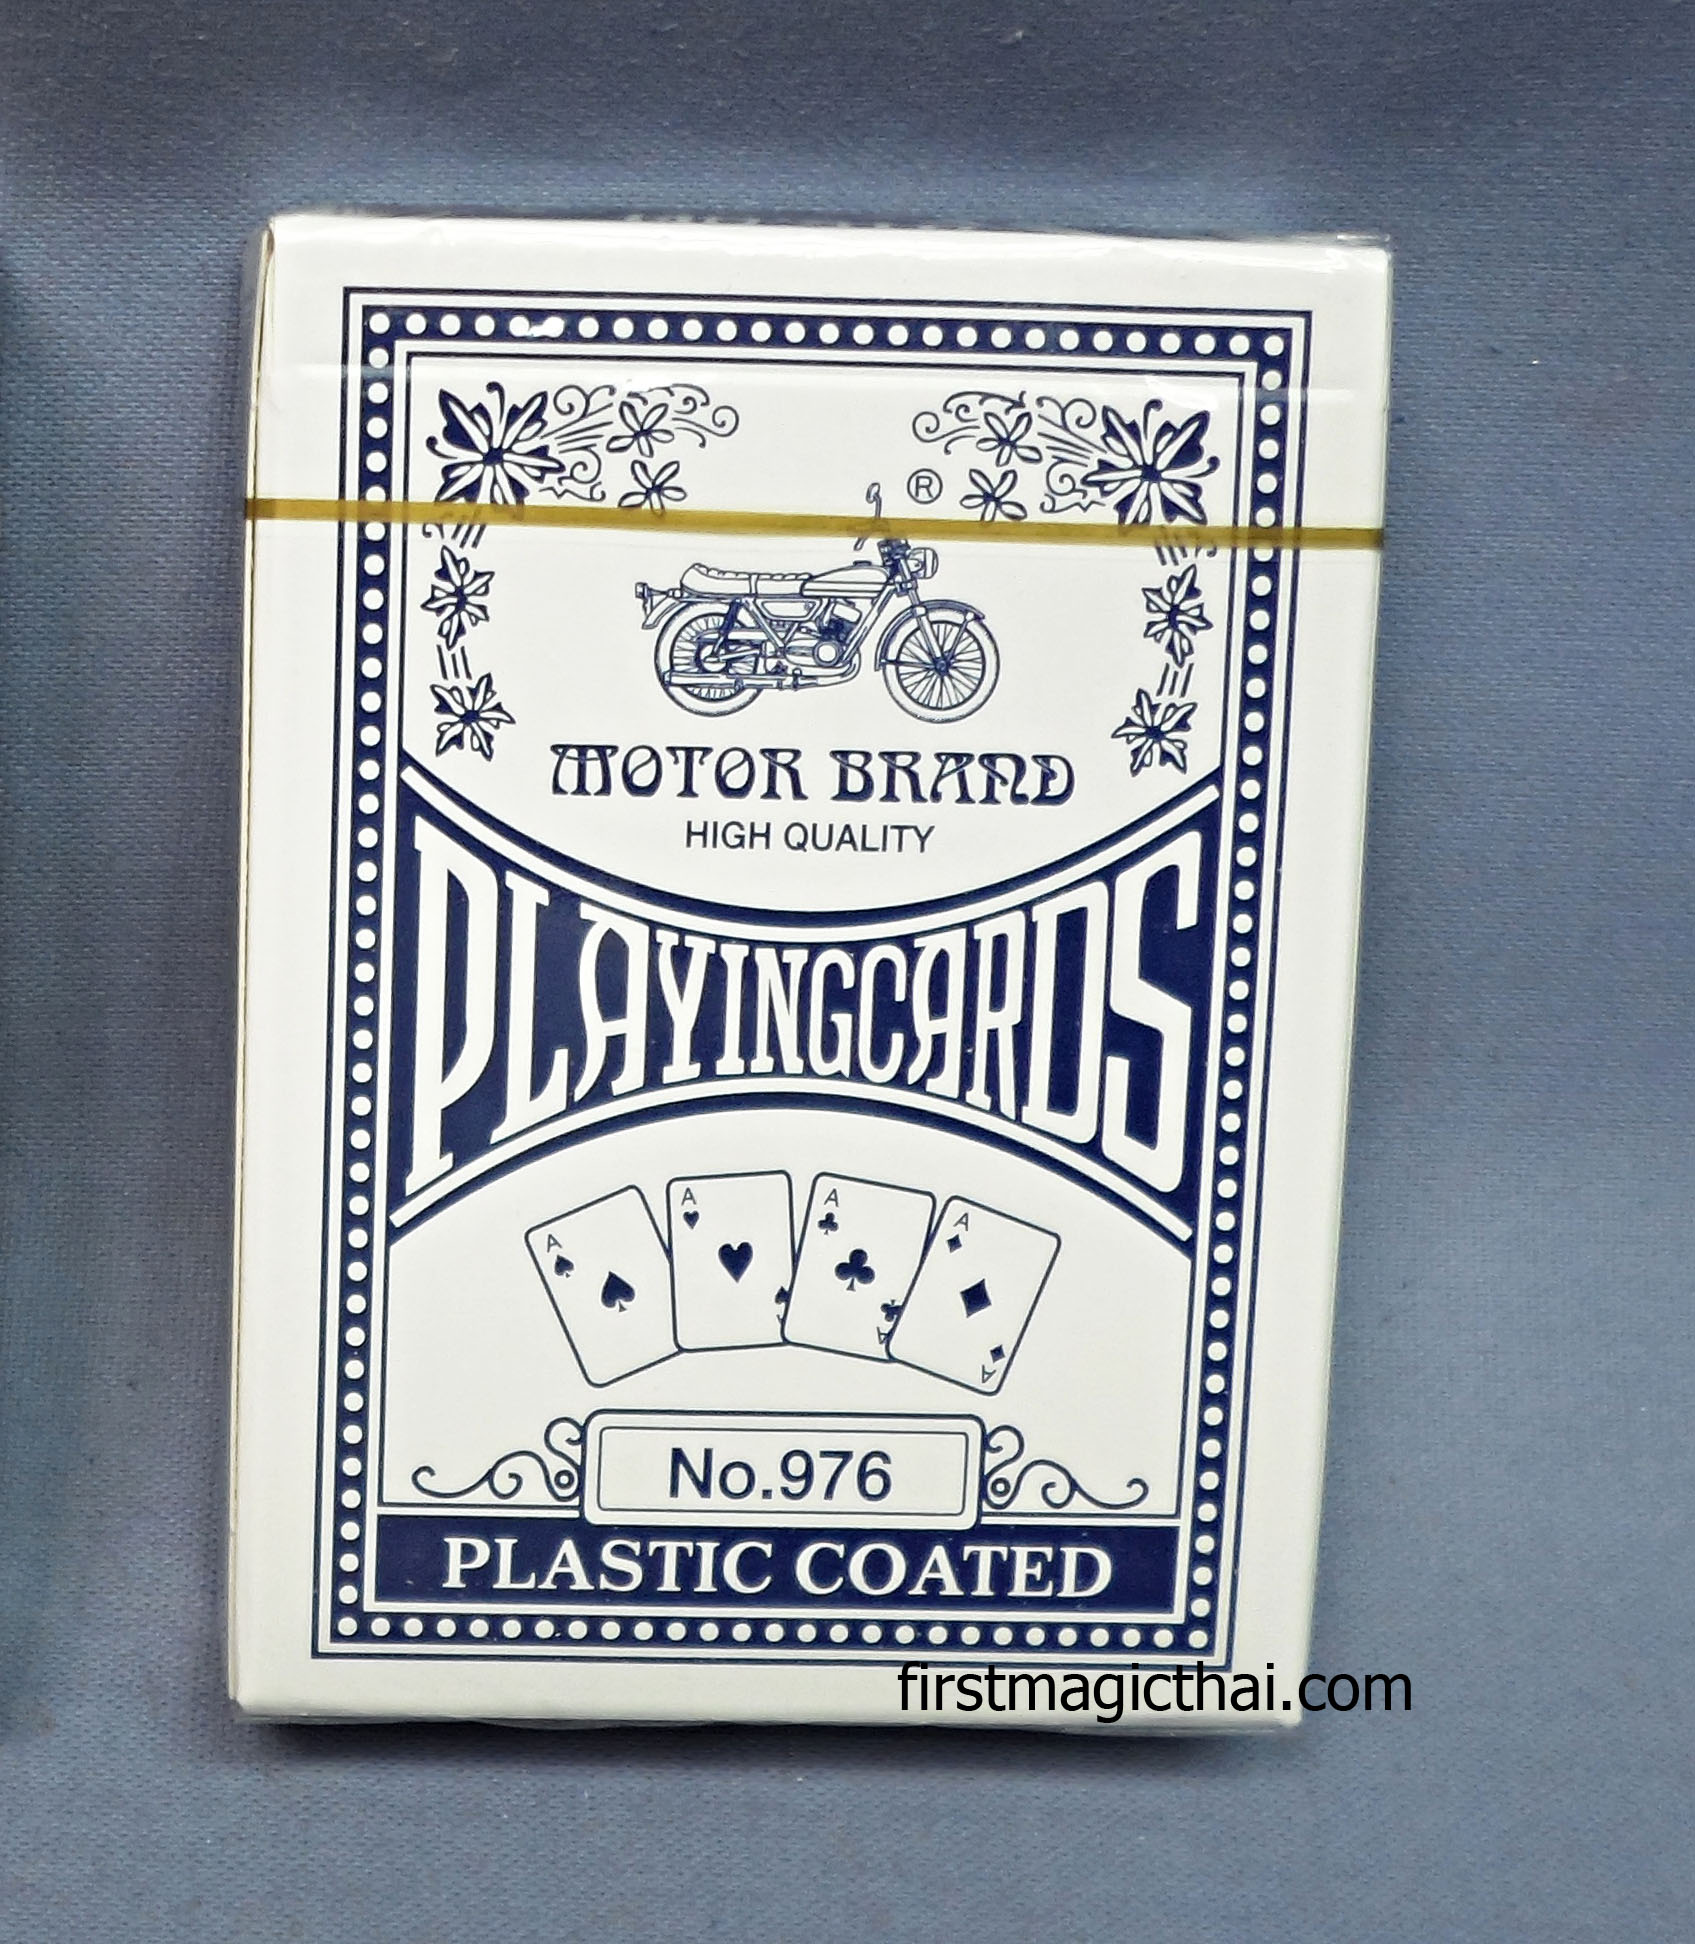 ®
MOTOR BRAND
HIGH QUALITY
PLAYINGCARDS
A
A
A
A
A
A
No.976
PLASTIC COATED
firstmagicthai.com